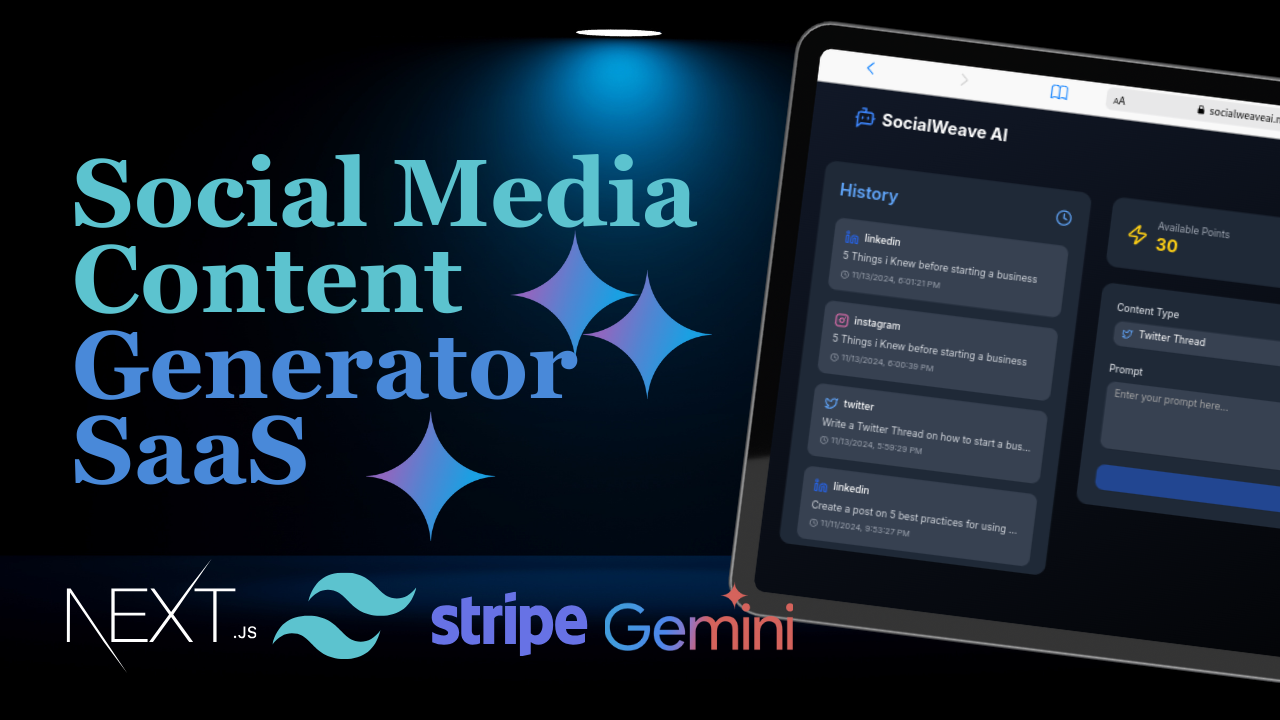 Social Media
Content
Generator
SaaS
NEXT.JS
stripe
Gemini
AA
socialweaveai.
SocialWeave AI
History
linkedin
5 Things i Knew before starting a business
11/13/2024, 6:01:21 PM
instagram
5 Things i Knew before starting a business
11/13/2024, 6:00:39 PM
twitter
Write a Twitter Thread on how to start a bus...
11/13/2024, 5:59:29 PM
linkedin
Create a post on 5 best practices for using ...
11/11/2024, 9:53:27 PM
Available Points
30
Content Type
Twitter Thread
Prompt
Enter your prompt here...